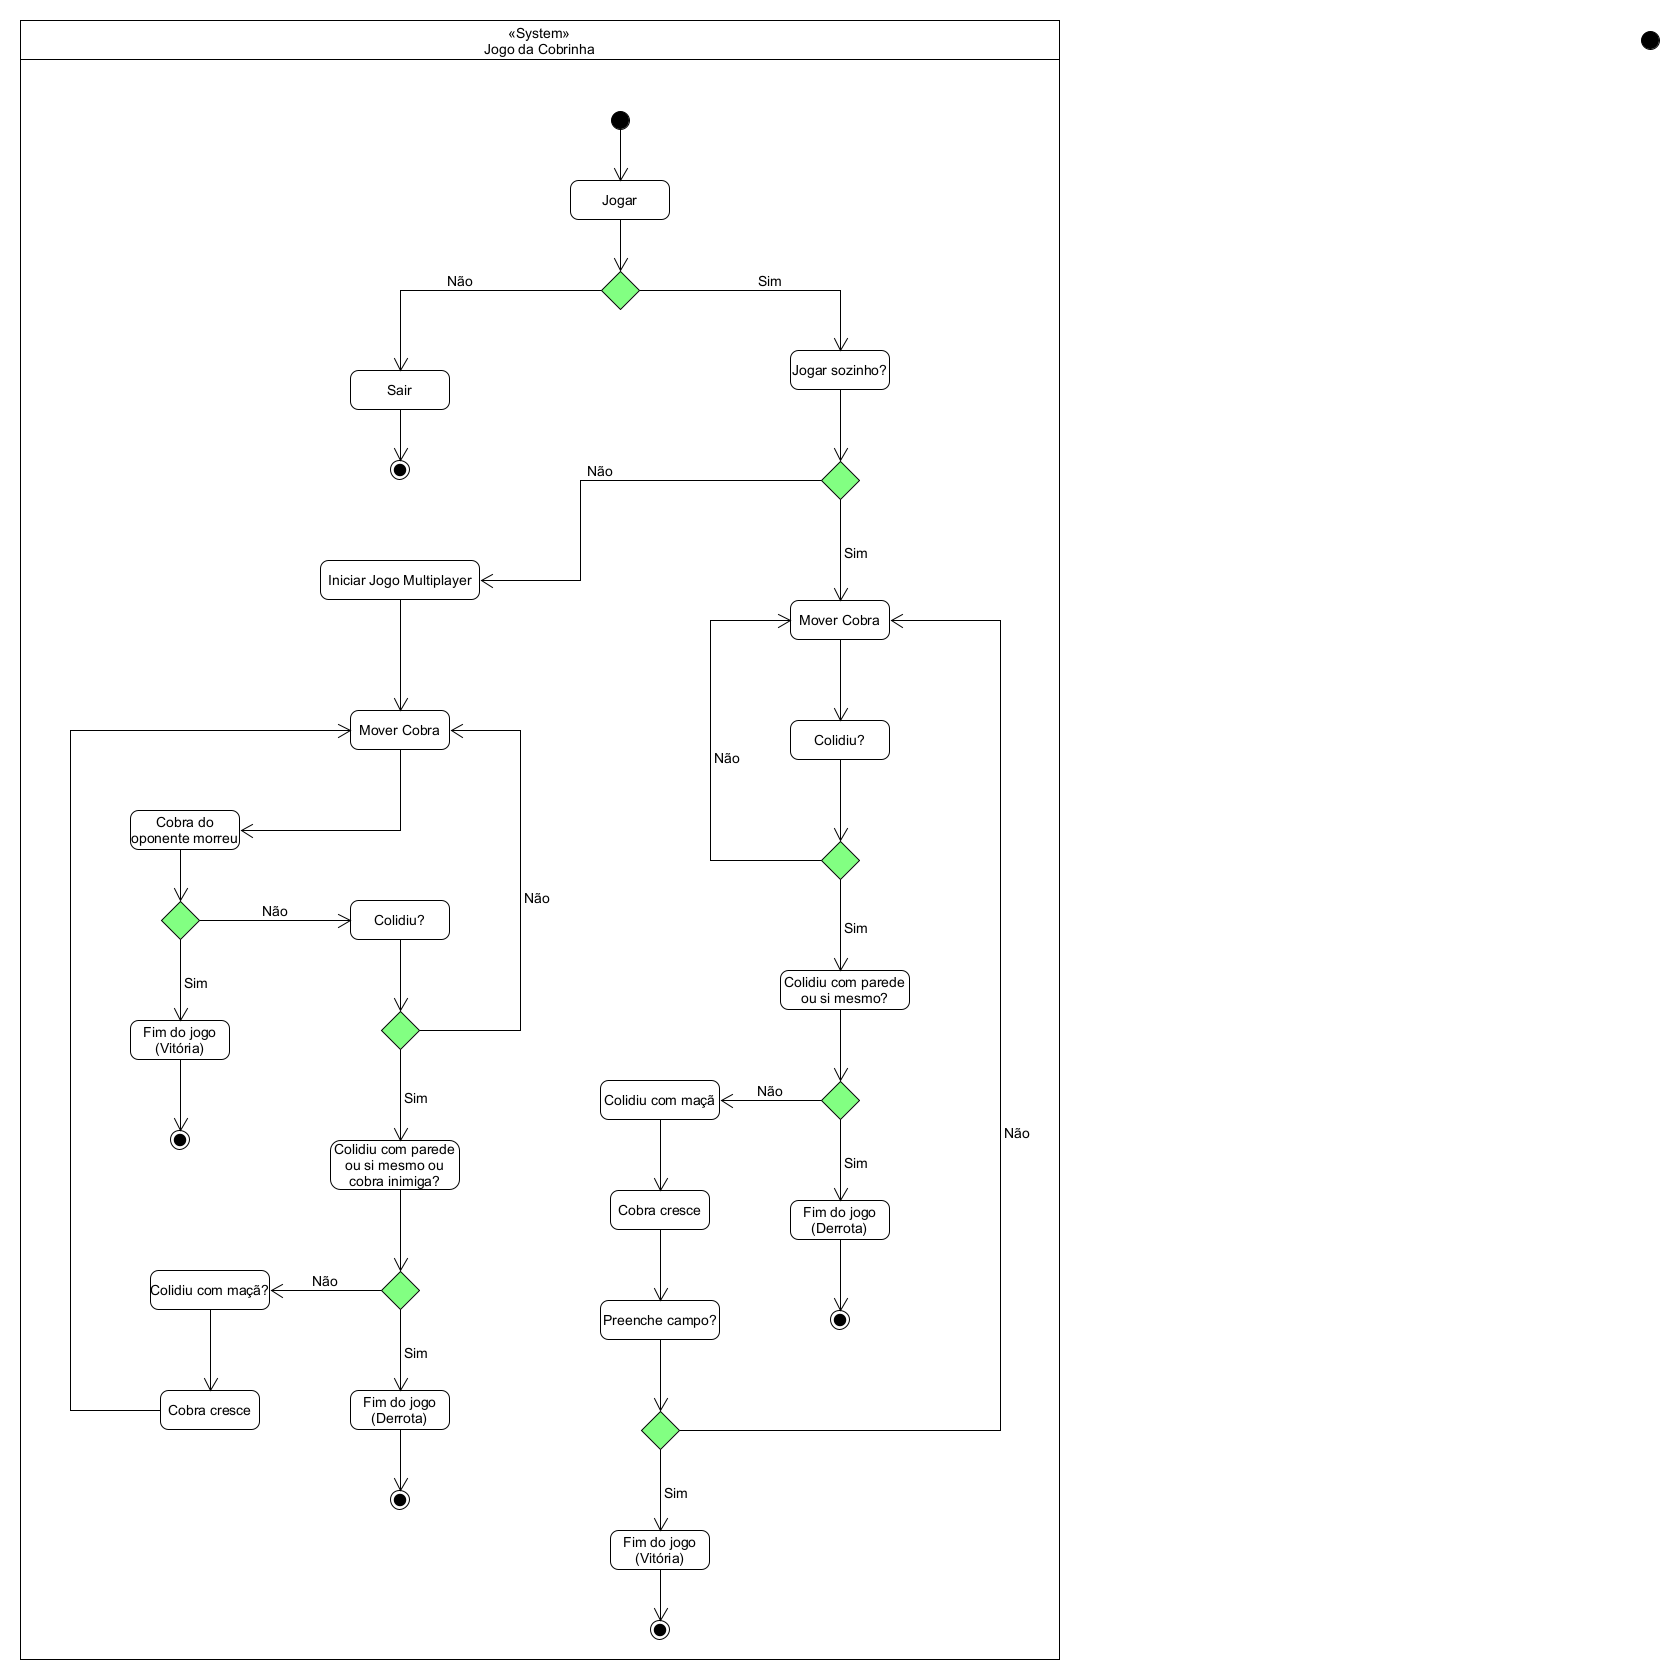 «System»
Jogo da Cobrinha
Jogar
Não
Sim
Jogar sozinho?
Sair
Não
Sim
Iniciar Jogo Multiplayer
Mover Cobra
Mover Cobra
Colidiu?
Não
Cobra do
oponente morreu
Não
Colidiu?
Não
Sim
Sim
Colidiu com parede
ou si mesmo?
Fim do jogo
(Vitória)
Sim
Colidiu com maçã
Não
Não
Colidiu com parede
ou si mesmo ou
cobra inimiga?
Sim
Cobra cresce
Fim do jogo
(Derrota)
Colidiu com maçã?
Não
Preenche campo?
Sim
Cobra cresce
Fim do jogo
(Derrota)
Sim
Fim do jogo
(Vitória)